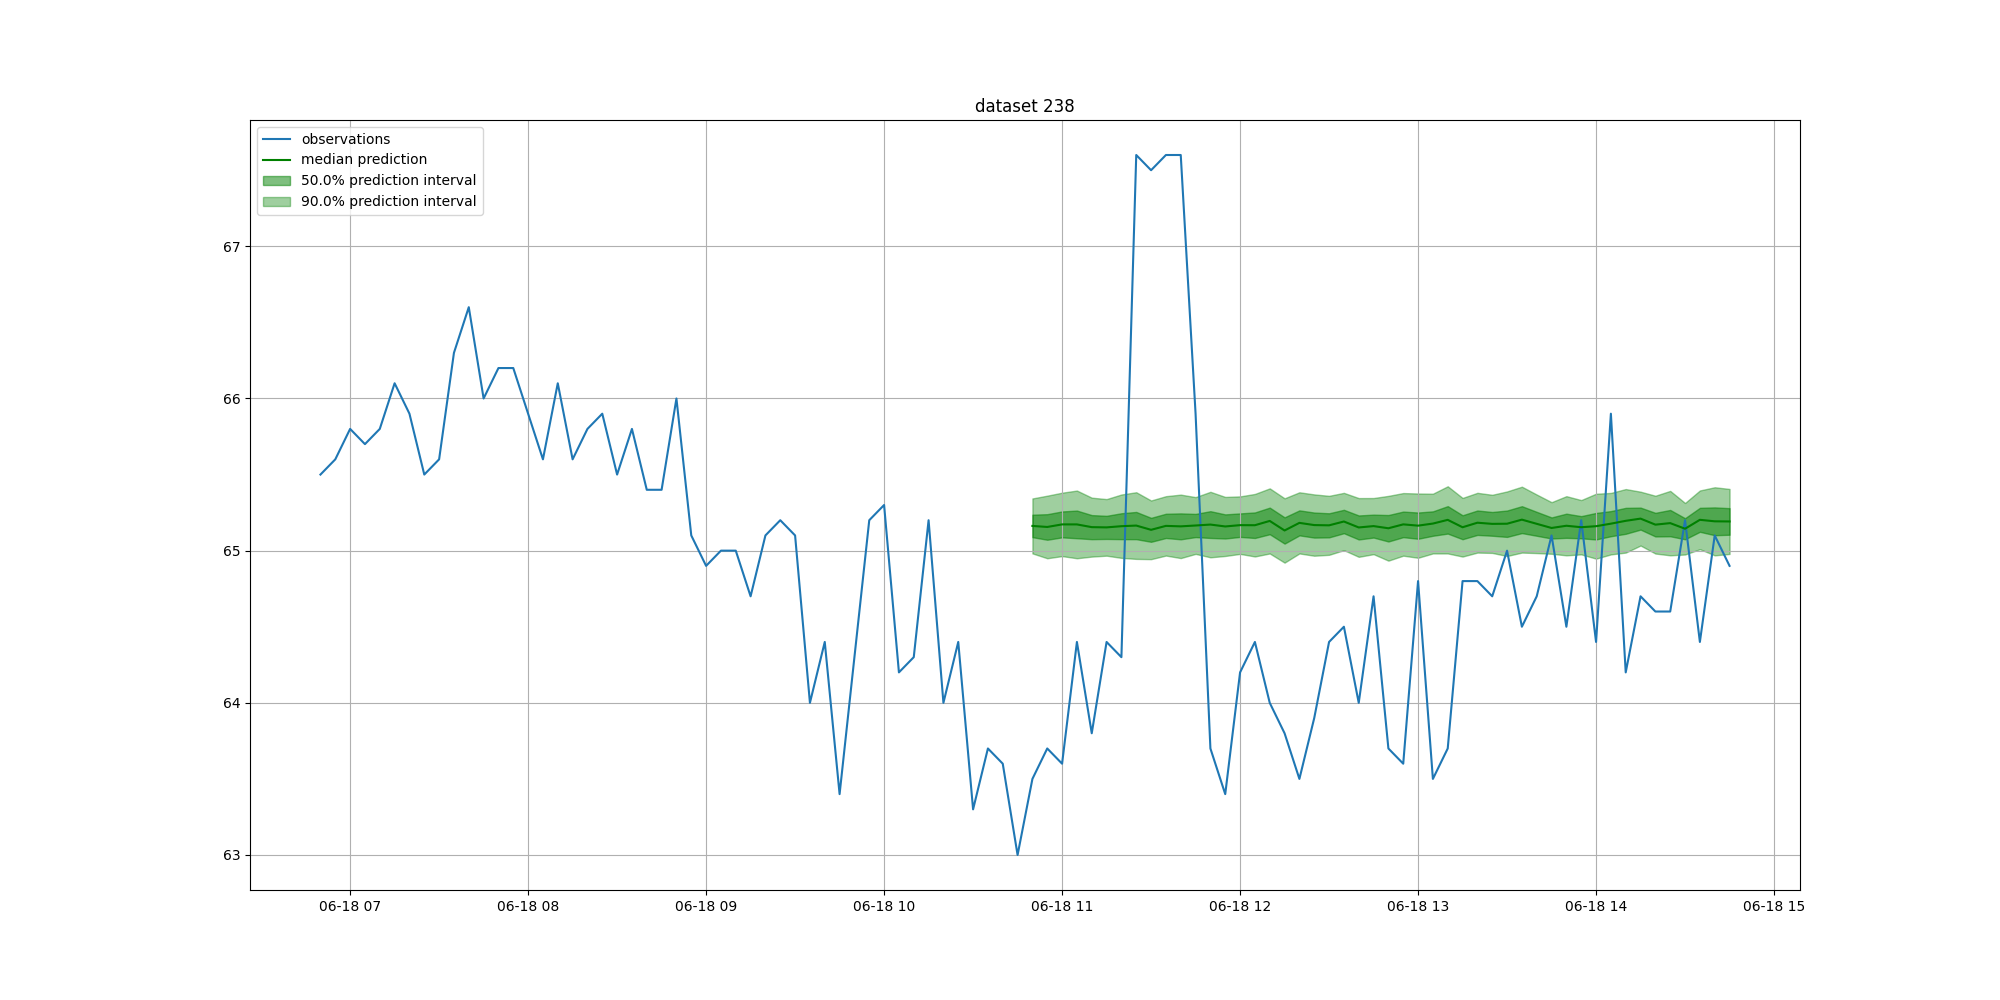 dataset 238
observations
median prediction
50.0% prediction interval
90.0% prediction interval
67
66
65
64
63
06-18 07 06-18 08 06-18 09 06-18 10 06-18 11 06-18 12 06-18 13 06-18 14 06-18 15